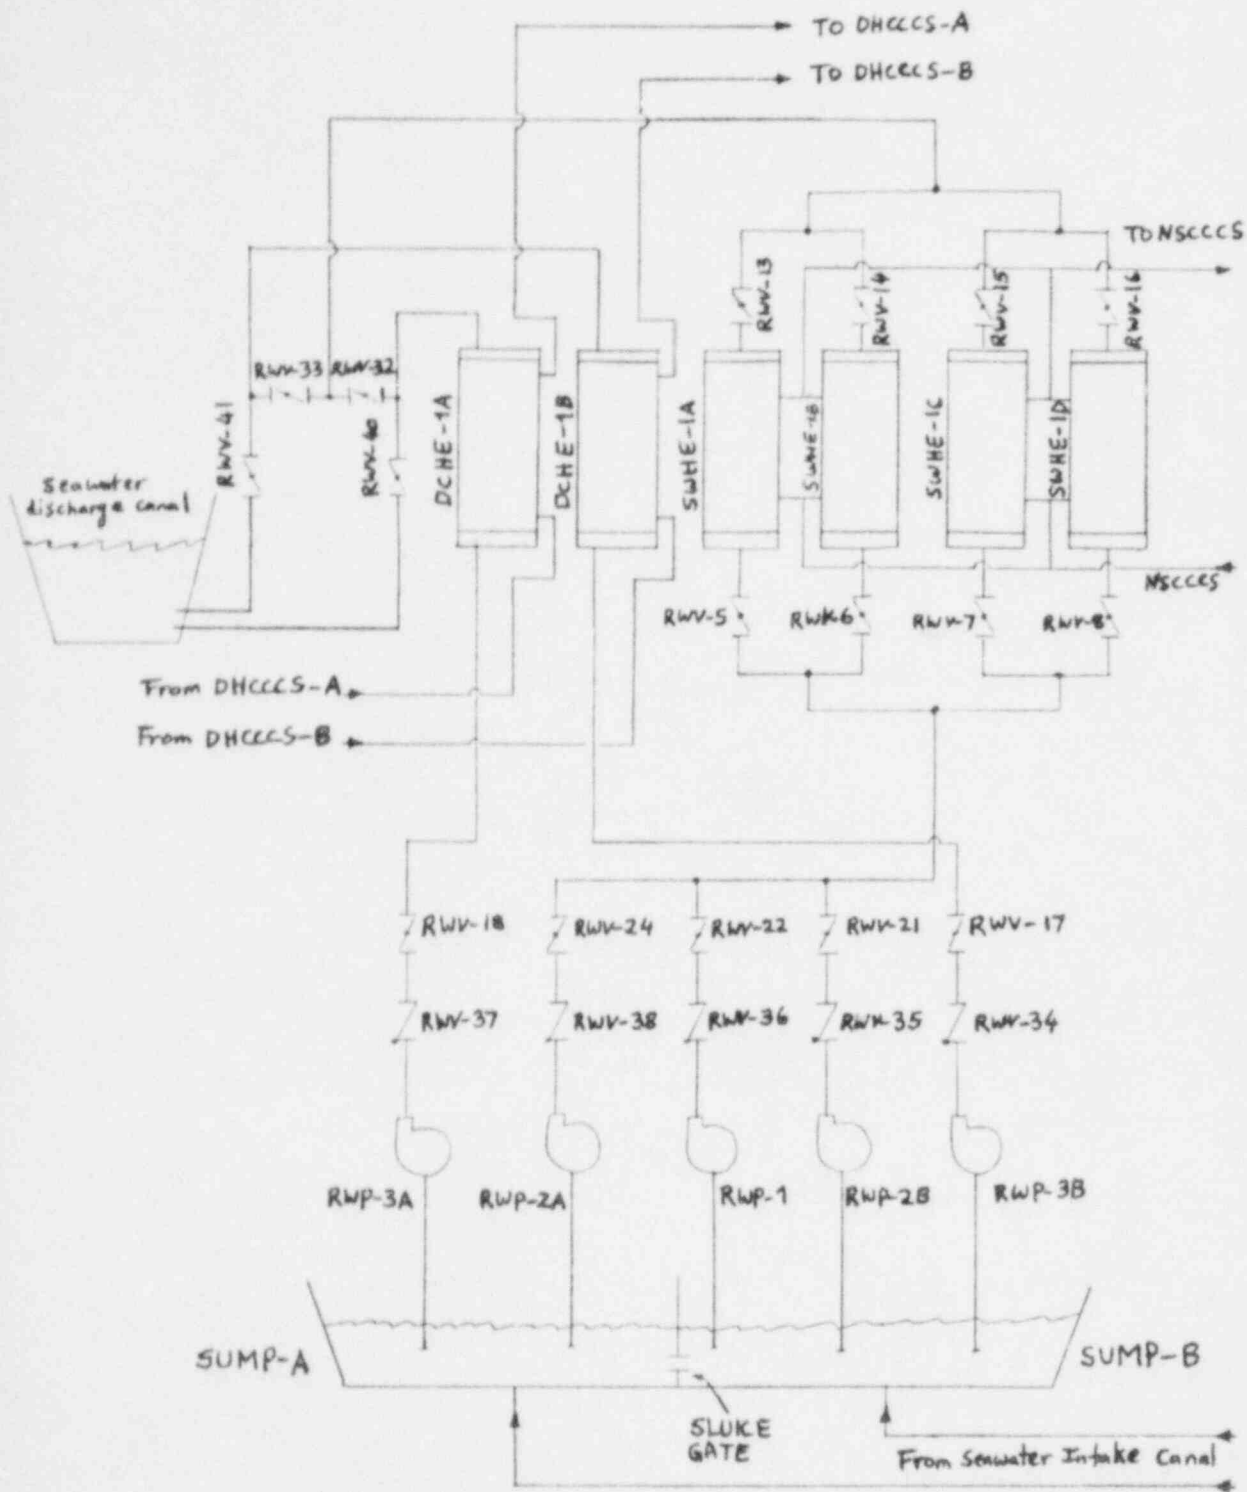 TO DHCCCS-A
TO DHCCCS-B
TO NSCCCS
RWV-13
RWV-14
RWV-15
RWV-16
RWV-33
RWV-32
RWV-41
RWV-40
DCHE-1A
DCHE-1B
SWHE-1A
SWHE-1B
SWHE-1C
SWHE-1D
Seawater
discharge canal
NSCCCS
RWV-5
RWV-6
RWV-7
RWV-8
From DHCCCS-A
From DHCCCS-B
RWV-18
RWV-24
RWV-22
RWV-21
RWV-17
RWV-37
RWV-38
RWV-36
RWV-35
RWV-34
RWP-3A
RWP-2A
RWP-1
RWP-2B
RWP-3B
SUMP-A
SUMP-B
SLUICE
GATE
From Seawater Intake Canal